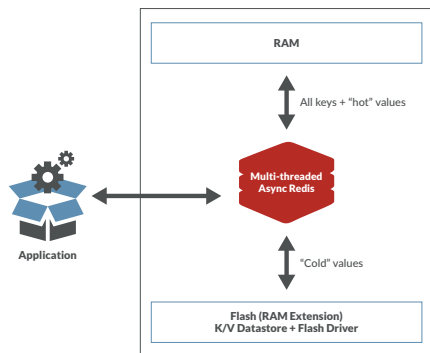 RAM
All keys + “hot” values
Multi-threaded
Async Redis
Application
“Cold” values
Flash (RAM Extension)
K/V Datastore + Flash Driver